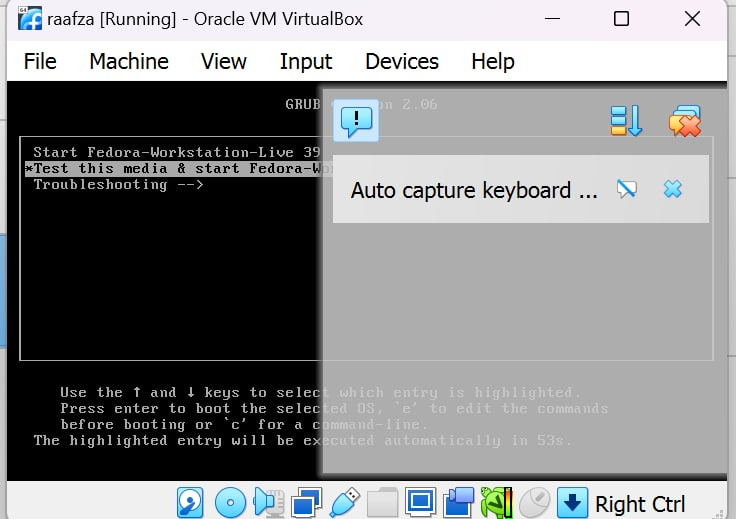 64
raafza [Running] - Oracle VM VirtualBox
File Machine View Input Devices Help
GRUB version 2.06
Start Fedora-Workstation-Live 39
*Test this media & start Fedora-Wo
Troubleshooting -->
Auto capture keyboard ...
Use the ↑ and ↓ keys to select which entry is highlighted.
Press enter to boot the selected OS, `e' to edit the commands
before booting or `c' for a command-line.
The highlighted entry will be executed automatically in 53s.
Right Ctrl